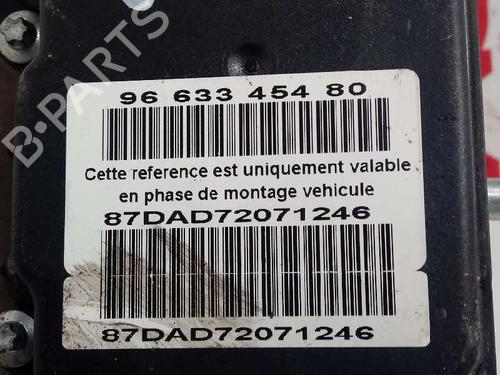 B-PARTS
96 633 454 80
Cette reference est uniquement valable
en phase de montage vehicule
87DAD72071246
87DAD72071246